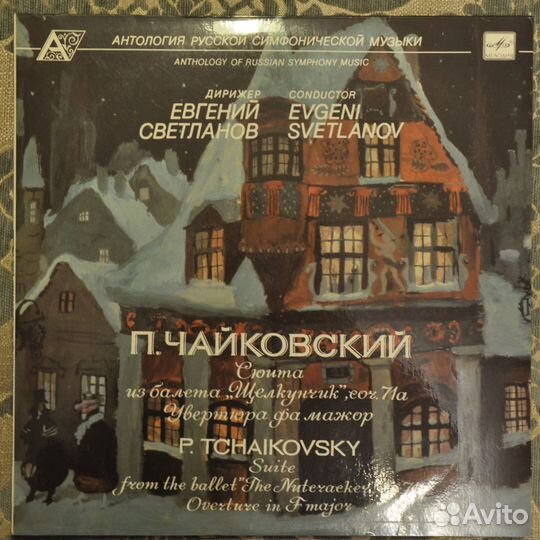 АНТОЛОГИЯ РУССКОЙ СИМФОНИЧЕСКОЙ МУЗЫКИ
ANTHOLOGY OF RUSSIAN SYMPHONY MUSIC
ДИРИЖЕР
ЕВГЕНИЙ
СВЕТЛАНОВ
CONDUCTOR
EVGENI
SVETLANOV
П. ЧАЙКОВСКИЙ
Сюита
из балета „Щелкунчик", соч. 71а
Увертюра фа мажор
P. TCHAIKOVSKY
Suite
from the ballet "The Nutcracker
Overture in F major
Avito